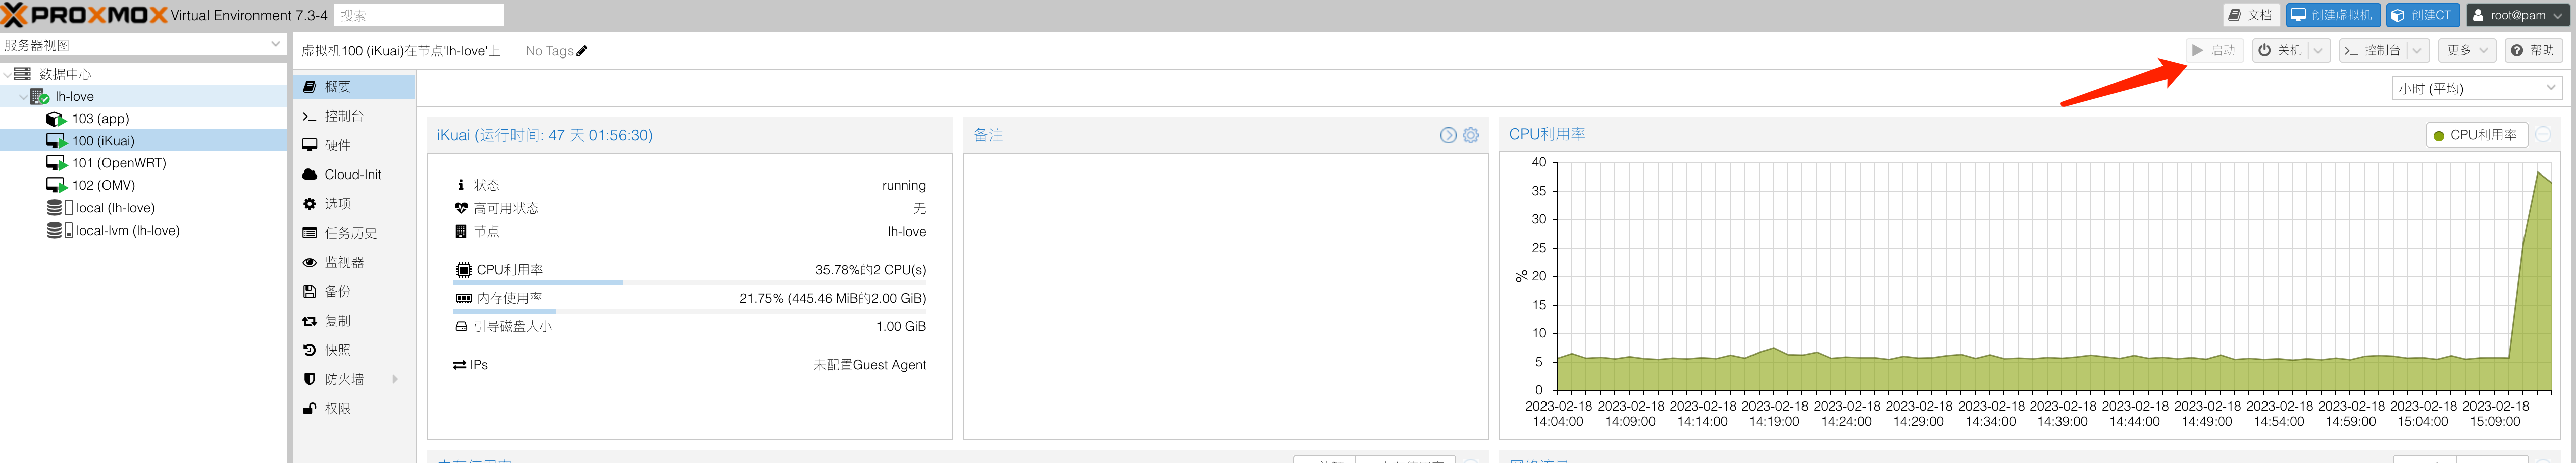 PROXMOX Virtual Environment 7.3-4 搜索 文档 创建虚拟机 创建CT root@pam
服务器视图
虚拟机100 (iKuai)在节点'lh-love'上 No Tags 启动 关机 控制台 更多 帮助
数据中心
lh-love
103 (app)
100 (iKuai)
101 (OpenWRT)
102 (OMV)
local (lh-love)
local-lvm (lh-love)
概要
控制台
硬件
Cloud-Init
选项
任务历史
监视器
备份
复制
快照
防火墙
权限
小时 (平均)
iKuai (运行时间: 47 天 01:56:30)
状态 running
高可用状态 无
节点 lh-love
CPU利用率 35.78%的2 CPU(s)
内存使用率 21.75% (445.46 MiB的2.00 GiB)
引导磁盘大小 1.00 GiB
IPs 未配置Guest Agent
备注
CPU利用率
CPU利用率
40
35
30
25
20
15
10
5
0
%
2023-02-18 2023-02-18 2023-02-18 2023-02-18 2023-02-18 2023-02-18 2023-02-18 2023-02-18 2023-02-18 2023-02-18 2023-02-18 2023-02-18 2023-02-18 2023-02-18
14:04:00 14:09:00 14:14:00 14:19:00 14:24:00 14:29:00 14:34:00 14:39:00 14:44:00 14:49:00 14:54:00 14:59:00 15:04:00 15:09:00